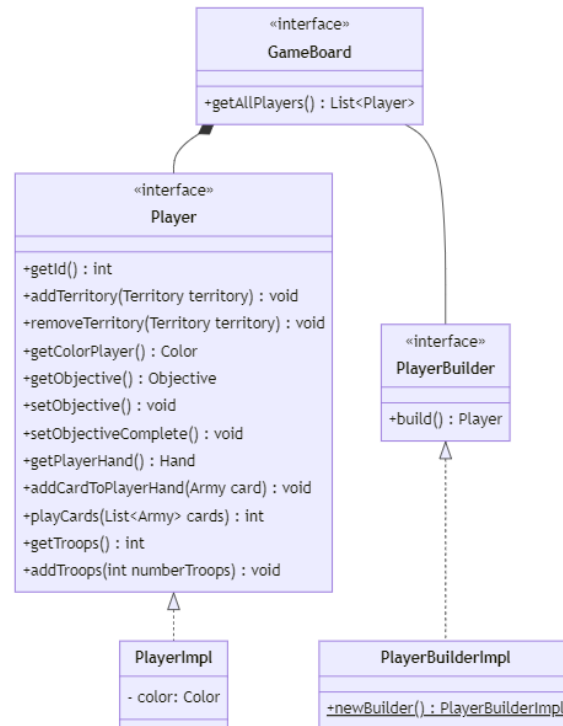 «interface»
GameBoard
+getAllPlayers() : List<Player>
«interface»
Player
+getId() : int
+addTerritory(Territory territory) : void
+removeTerritory(Territory territory) : void
+getColorPlayer() : Color
+getObjective() : Objective
+setObjective() : void
+setObjectiveComplete() : void
+getPlayerHand() : Hand
+addCardToPlayerHand(Army card) : void
+playCards(List<Army> cards) : int
+getTroops() : int
+addTroops(int numberTroops) : void
«interface»
PlayerBuilder
+build() : Player
PlayerImpl
- color: Color
PlayerBuilderImpl
+newBuilder() : PlayerBuilderImpl